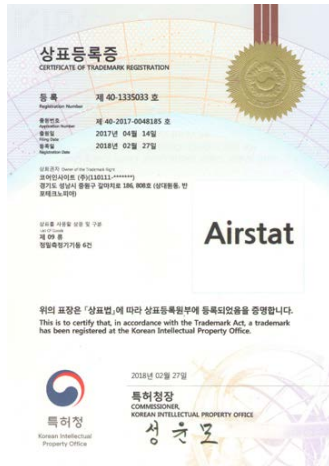 상표등록증
CERTIFICATE OF TRADEMARK REGISTRATION
등 록 제 40-1335033 호
Registration Number
출원번호 제 40-2017-0048185 호
Application Number
출원일 2017년 04월 14일
Filing Date
등록일 2018년 02월 27일
Registration Date
상표권자 Owner of the Trademark Right
코아인사이트 (주)(110111-*******)
경기도 성남시 중원구 갈마치로 186, 808호 (상대원동, 반
포테크노피아)
상표를 사용할 상품 및 구분
List of Goods
제 09 류
정밀측정기기등 6건
Airstat
위의 표장은 「상표법」에 따라 상표등록원부에 등록되었음을 증명합니다.
This is to certify that, in accordance with the Trademark Act, a trademark
has been registered at the Korean Intellectual Property Office.
2018년 02월 27일
특허청
Korean Intellectual
Property Office
특허청장
COMMISSIONER,
KOREAN INTELLECTUAL PROPERTY OFFICE
성윤모